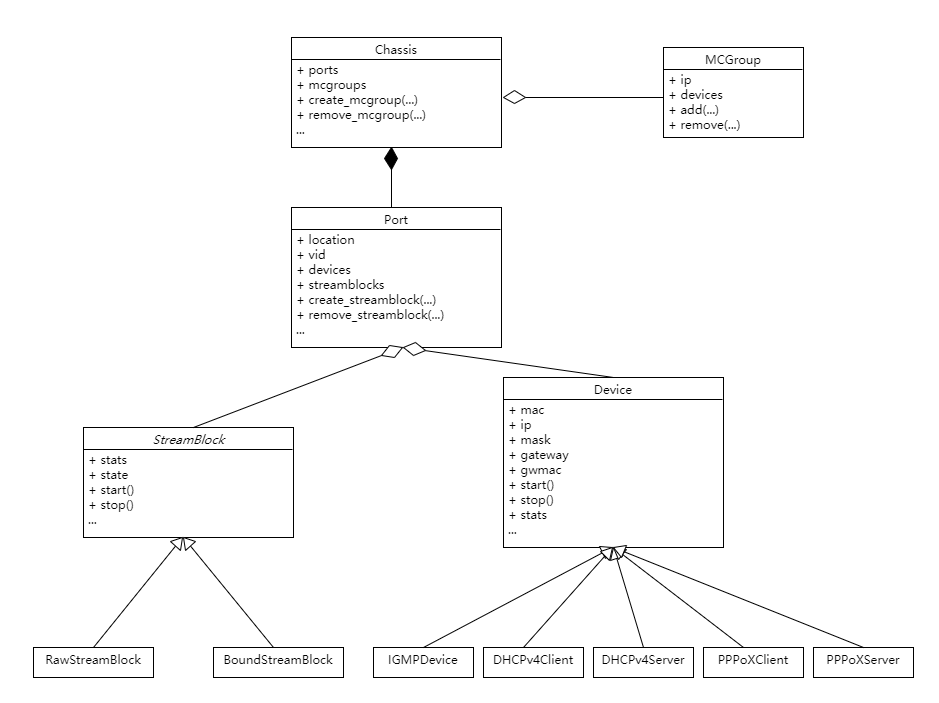 Chassis
+ ports
+ mcgroups
+ create_mcgroup(...)
+ remove_mcgroup(...)
...
MCGroup
+ ip
+ devices
+ add(...)
+ remove(...)
Port
+ location
+ vid
+ devices
+ streamblocks
+ create_streamblock(...)
+ remove_streamblock(...)
...
StreamBlock
+ stats
+ state
+ start()
+ stop()
...
Device
+ mac
+ ip
+ mask
+ gateway
+ gwmac
+ start()
+ stop()
+ stats
...
RawStreamBlock
BoundStreamBlock
IGMPDevice
DHCPv4Client
DHCPv4Server
PPPoXClient
PPPoXServer